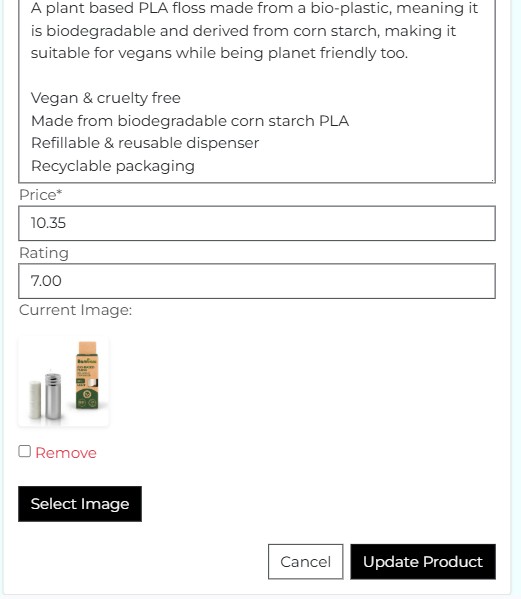 A plant based PLA floss made from a bio-plastic, meaning it
is biodegradable and derived from corn starch, making it
suitable for vegans while being planet friendly too.
Vegan & cruelty free
Made from biodegradable corn starch PLA
Refillable & reusable dispenser
Recyclable packaging
Price*
10.35
Rating
7.00
Current Image:
Remove
Select Image
Cancel
Update Product